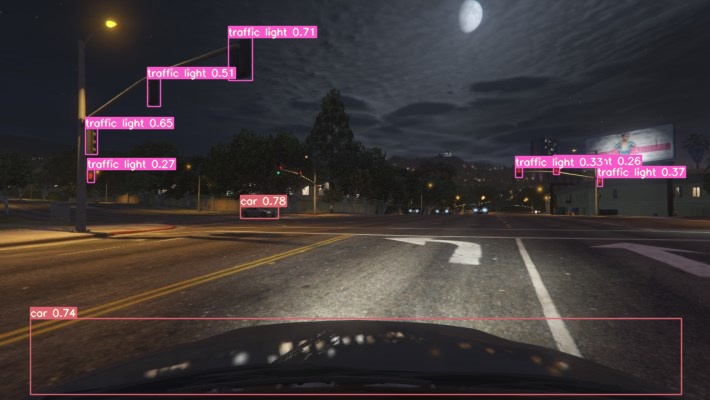 traffic light 0.71
traffic light 0.51
traffic light 0.65
traffic light 0.27
traffic light 0.33
nt 0.26
traffic light 0.37
car 0.78
car 0.74